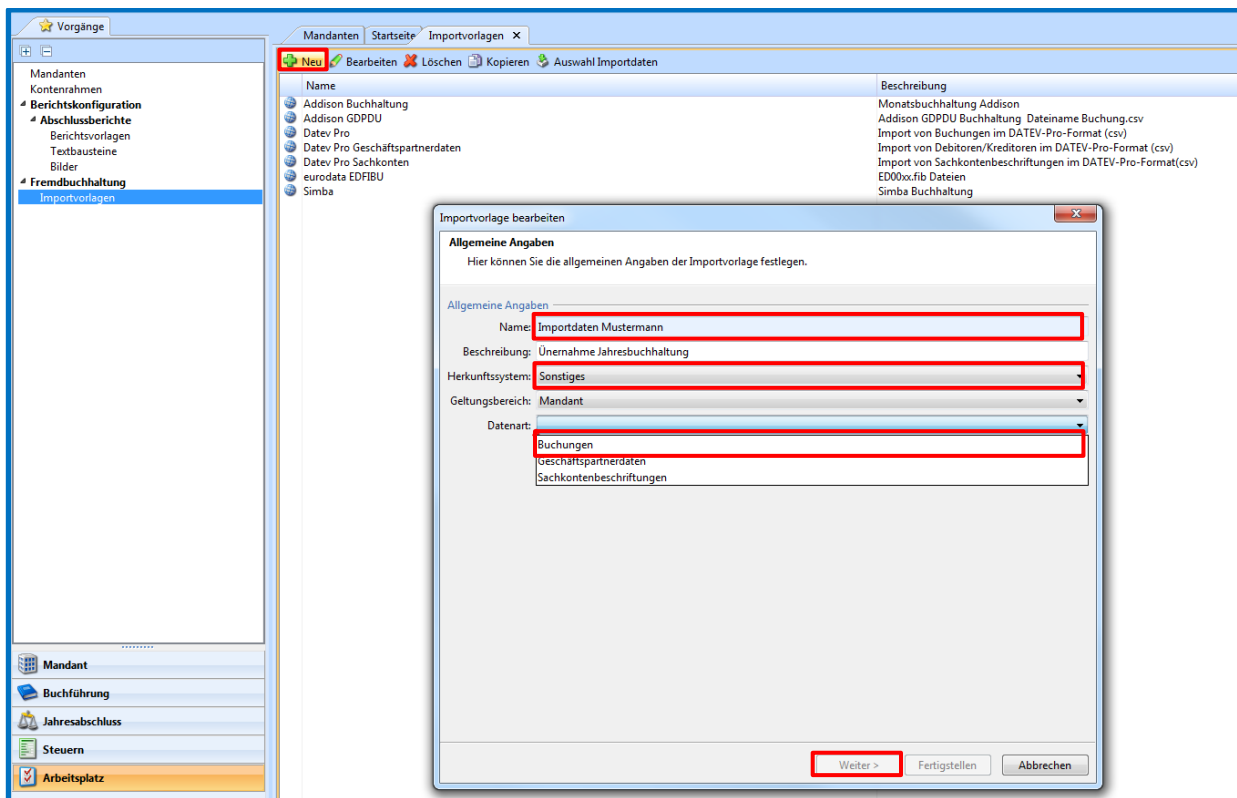 Vorgänge
Mandanten
Kontenrahmen
Berichtskonfiguration
Abschlussberichte
Berichtsvorlagen
Textbausteine
Bilder
Fremdbuchhaltung
Importvorlagen
Mandant
Buchführung
Jahresabschluss
Steuern
Arbeitsplatz
Mandanten Startseite Importvorlagen X
Neu Bearbeiten Löschen Kopieren Auswahl Importdaten
Name Beschreibung
Addison Buchhaltung Monatsbuchhaltung Addison
Addison GDPDU Addison GDPDU Buchhaltung Dateiname Buchung.csv
Datev Pro Import von Buchungen im DATEV-Pro-Format (csv)
Datev Pro Geschäftspartnerdaten Import von Debitoren/Kreditoren im DATEV-Pro-Format (csv)
Datev Pro Sachkonten Import von Sachkontenbeschriftungen im DATEV-Pro-Format(csv)
eurodata EDFIBU ED00xx.fib Dateien
Simba Simba Buchhaltung
Importvorlage bearbeiten
Allgemeine Angaben
Hier können Sie die allgemeinen Angaben der Importvorlage festlegen.
Allgemeine Angaben
Name: Importdaten Mustermann
Beschreibung: Ünernahme Jahresbuchhaltung
Herkunftssystem: Sonstiges
Geltungsbereich: Mandant
Datenart:
Buchungen
Geschäftspartnerdaten
Sachkontenbeschriftungen
Weiter > Fertigstellen Abbrechen